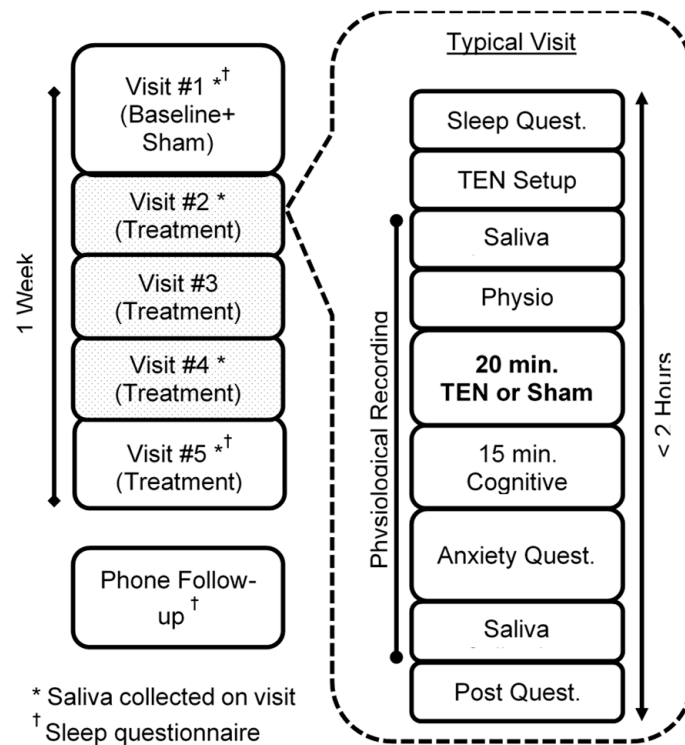 Visit #1 *†
(Baseline+
Sham)
Visit #2 *
(Treatment)
Visit #3
(Treatment)
Visit #4 *
(Treatment)
Visit #5 *†
(Treatment)
1 Week
Phone Follow-
up †
* Saliva collected on visit
† Sleep questionnaire
Typical Visit
Sleep Quest.
TEN Setup
Saliva
Physio
20 min.
TEN or Sham
15 min.
Cognitive
Anxiety Quest.
Saliva
Post Quest.
Physiological Recording
< 2 Hours